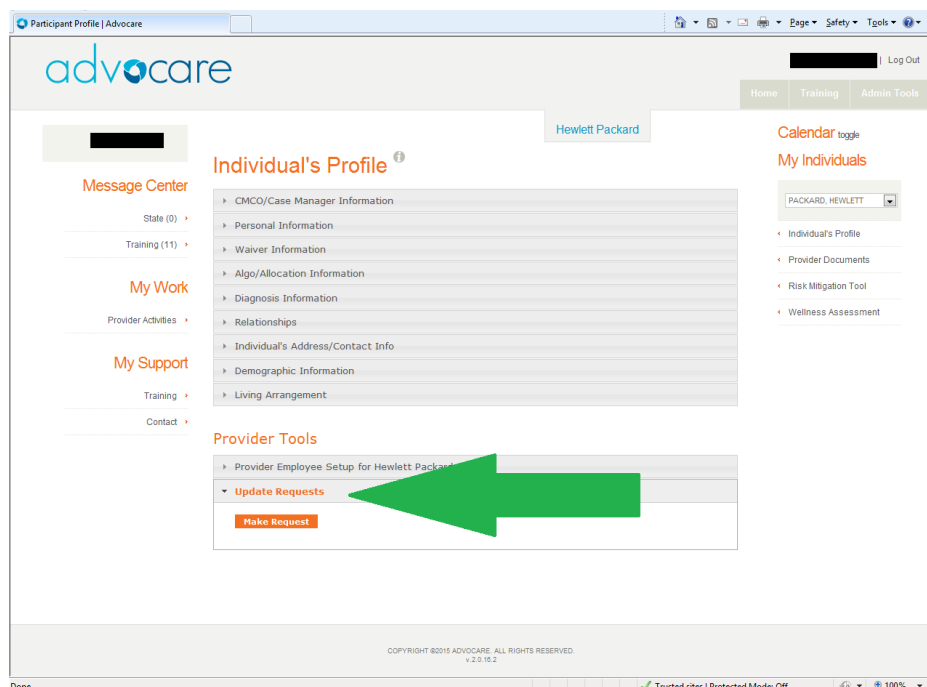 Participant Profile | Advocare
Page Safety Tools
advocare
| Log Out
Home Training Admin Tools
Hewlett Packard
Message Center
State (0)
Training (11)
My Work
Provider Activities
My Support
Training
Contact
Individual's Profile
CMCO/Case Manager Information
Personal Information
Waiver Information
Algo/Allocation Information
Diagnosis Information
Relationships
Individual's Address/Contact Info
Demographic Information
Living Arrangement
Provider Tools
Provider Employee Setup for Hewlett Packard
Update Requests
Make Request
Calendar toggle
My Individuals
PACKARD, HEWLETT
Individual's Profile
Provider Documents
Risk Mitigation Tool
Wellness Assessment
COPYRIGHT ©2015 ADVOCARE. ALL RIGHTS RESERVED.
v.2.0.16.2
Done Trusted sites | Protected Mode: Off 100%